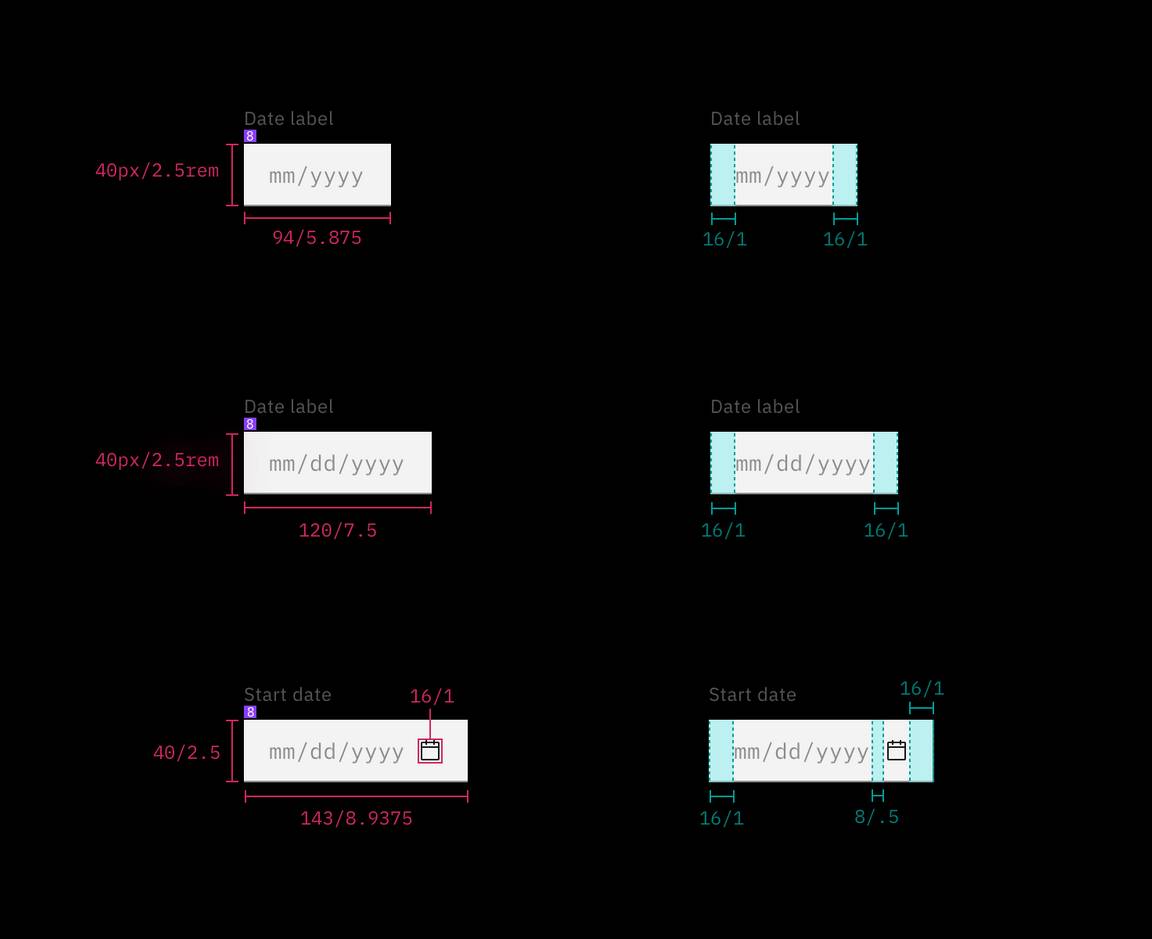 Date label
8
40px/2.5rem
mm/yyyy
94/5.875
Date label
mm/yyyy
16/1
16/1
Date label
8
40px/2.5rem
mm/dd/yyyy
120/7.5
Date label
mm/dd/yyyy
16/1
16/1
Start date
16/1
8
40/2.5
mm/dd/yyyy
143/8.9375
Start date
16/1
mm/dd/yyyy
16/1
8/.5